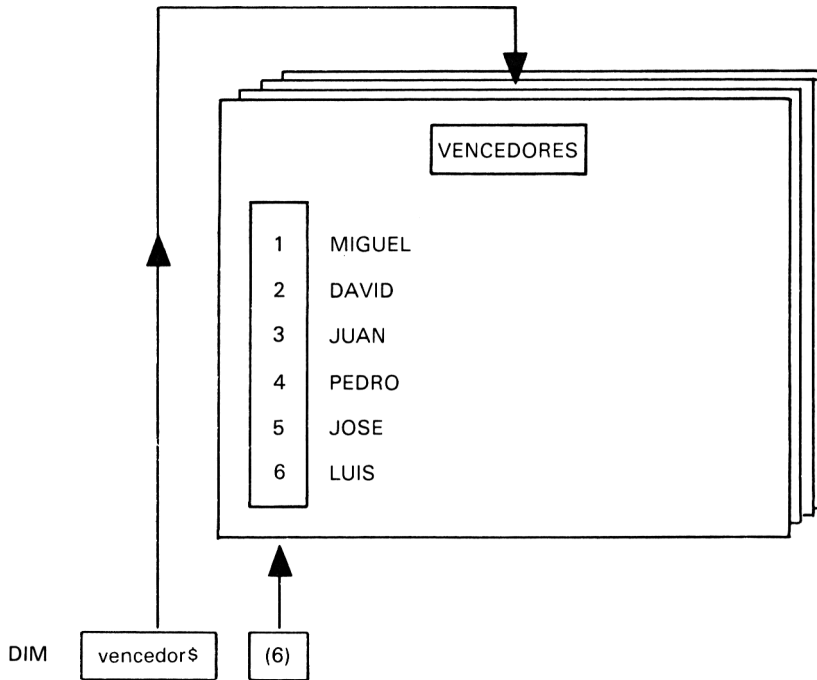 VENCEDORES
1 MIGUEL
2 DAVID
3 JUAN
4 PEDRO
5 JOSE
6 LUIS
DIM vencedor$ (6)